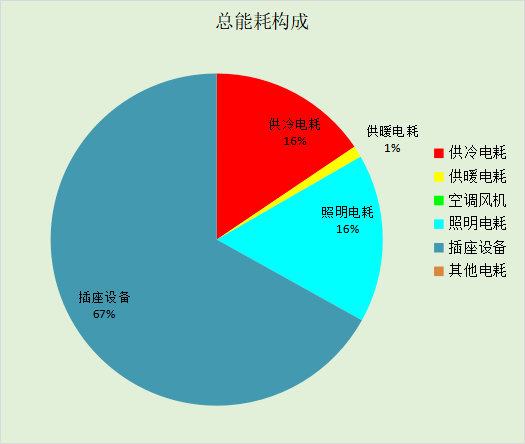 总能耗构成
供冷电耗
16%
供暖电耗
1%
照明电耗
16%
插座设备
67%
供冷电耗
供暖电耗
空调风机
照明电耗
插座设备
其他电耗